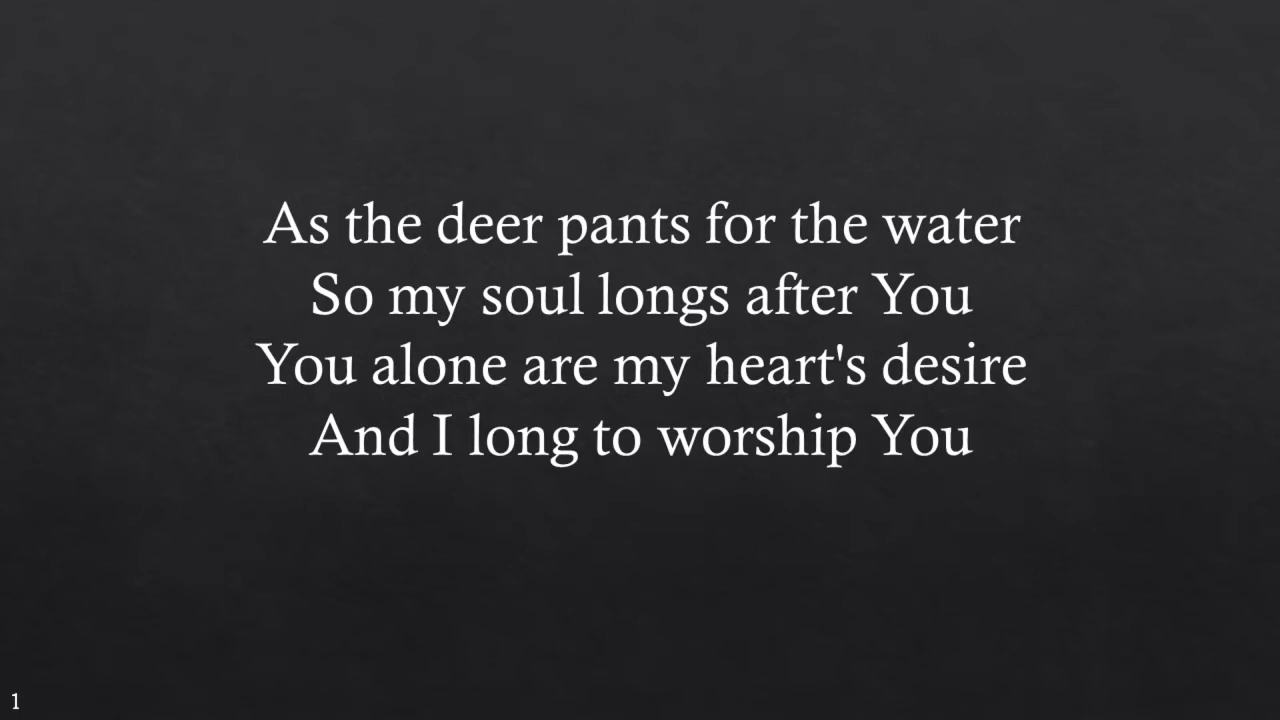 As the deer pants for the water
So my soul longs after You
You alone are my heart's desire
And I long to worship You
1